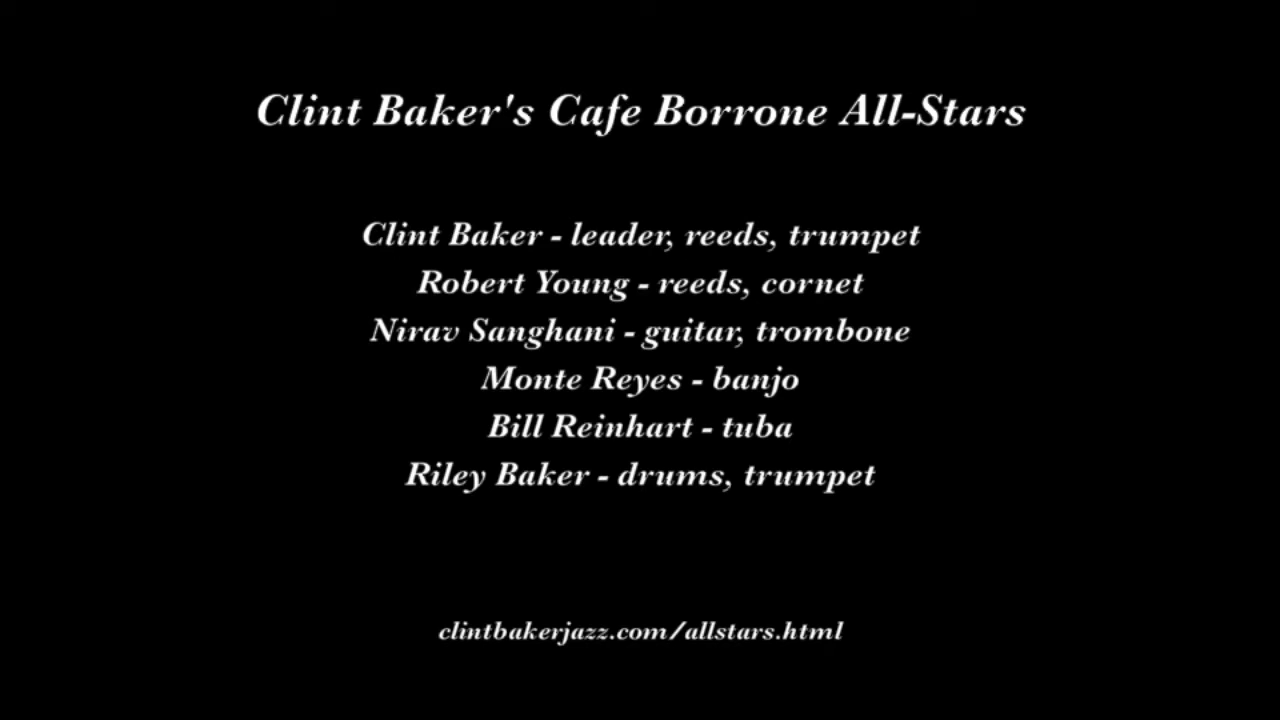 Clint Baker's Cafe Borrone All-Stars
Clint Baker - leader, reeds, trumpet
Robert Young - reeds, cornet
Nirav Sanghani - guitar, trombone
Monte Reyes - banjo
Bill Reinhart - tuba
Riley Baker - drums, trumpet
clintbakerjazz.com/allstars.html